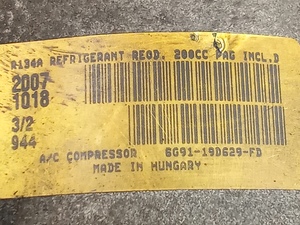 R134A REFRIGERANT REQD. 200CC PAG INCL.D
2007
1018
3/2
944
A/C COMPRESSOR 6G91-19D629-FD
MADE IN HUNGARY